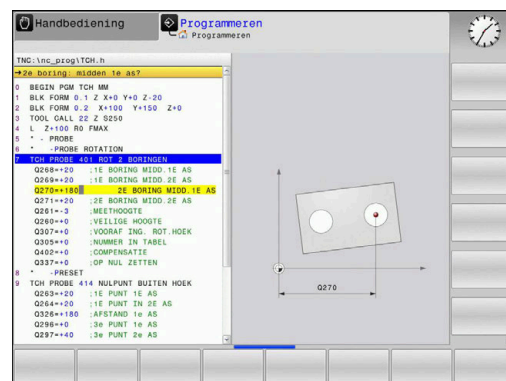 Handbediening
Programmeren
Programmeren
TNC:\nc_prog\TCH.h
→2e boring: midden 1e as?
0 BEGIN PGM TCH MM
1 BLK FORM 0.1 Z X+0 Y+0 Z-20
2 BLK FORM 0.2 X+100 Y+150 Z+0
3 TOOL CALL 22 Z S250
4 L Z+100 R0 FMAX
5 * - PROBE
6 * -PROBE ROTATION
7 TCH PROBE 401 ROT 2 BORINGEN
Q268=+20 ;1E BORING MIDD.1E AS
Q269=+20 ;1E BORING MIDD.2E AS
Q270=+180 2E BORING MIDD.1E AS
Q271=+20 ;2E BORING MIDD.2E AS
Q261=-3 ;MEETHOOGTE
Q260=+0 ;VEILIGE HOOGTE
Q307=+0 ;VOORAF ING. ROT.HOEK
Q305=+0 ;NUMMER IN TABEL
Q402=+0 ;COMPENSATIE
Q337=+0 ;OP NUL ZETTEN
8 * -PRESET
9 TCH PROBE 414 NULPUNT BUITEN HOEK
Q263=+20 ;1E PUNT 1E AS
Q264=+20 ;1E PUNT IN 2E AS
Q326=+180 ;AFSTAND 1e AS
Q296=+0 ;3e PUNT 1e AS
Q297=+40 ;3e PUNT 2e AS
Q270